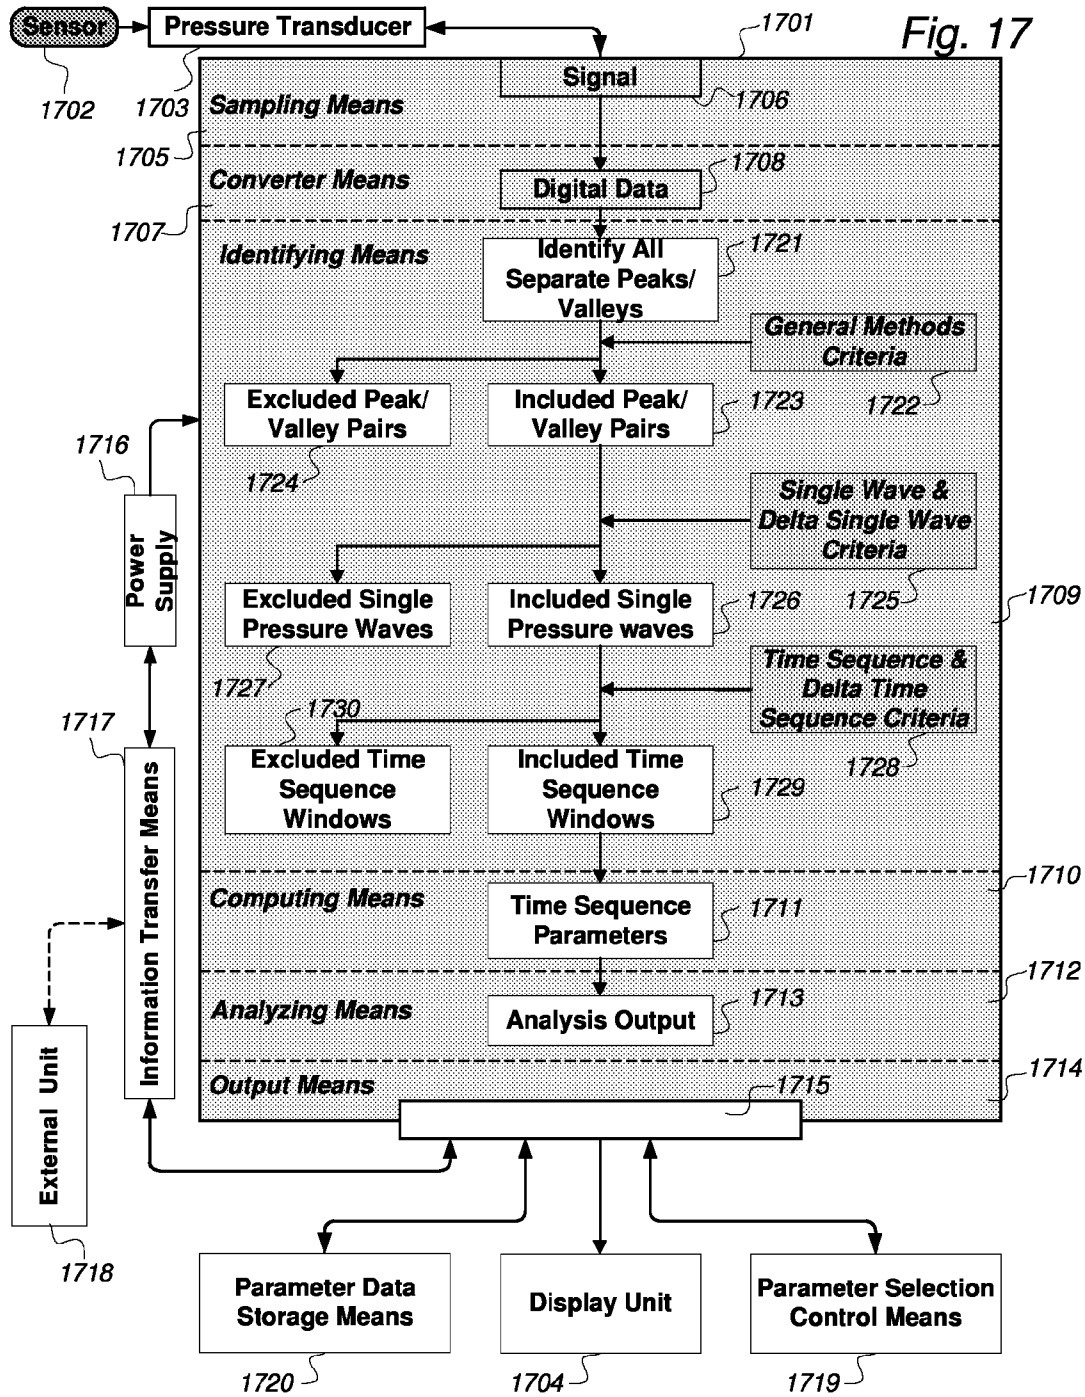 Sensor
Pressure Transducer
1701
Fig. 17
1702
1703
Signal
1706
Sampling Means
1705
1708
Converter Means
Digital Data
1707
1721
Identifying Means
Identify All
Separate Peaks/
Valleys
General Methods
Criteria
1722
Excluded Peak/
Valley Pairs
Included Peak/
Valley Pairs
1723
1724
1716
Single Wave &
Delta Single Wave
Criteria
1725
Power
Supply
Excluded Single
Pressure Waves
Included Single
Pressure waves
1726
1709
1727
Time Sequence &
Delta Time
Sequence Criteria
1728
1717
1730
Excluded Time
Sequence
Windows
Included Time
Sequence
Windows
1729
Information Transfer Means
1710
Computing Means
Time Sequence
Parameters
1711
1712
Analyzing Means
Analysis Output
1713
1714
Output Means
1715
External Unit
1718
Parameter Data
Storage Means
Display Unit
Parameter Selection
Control Means
1720
1704
1719